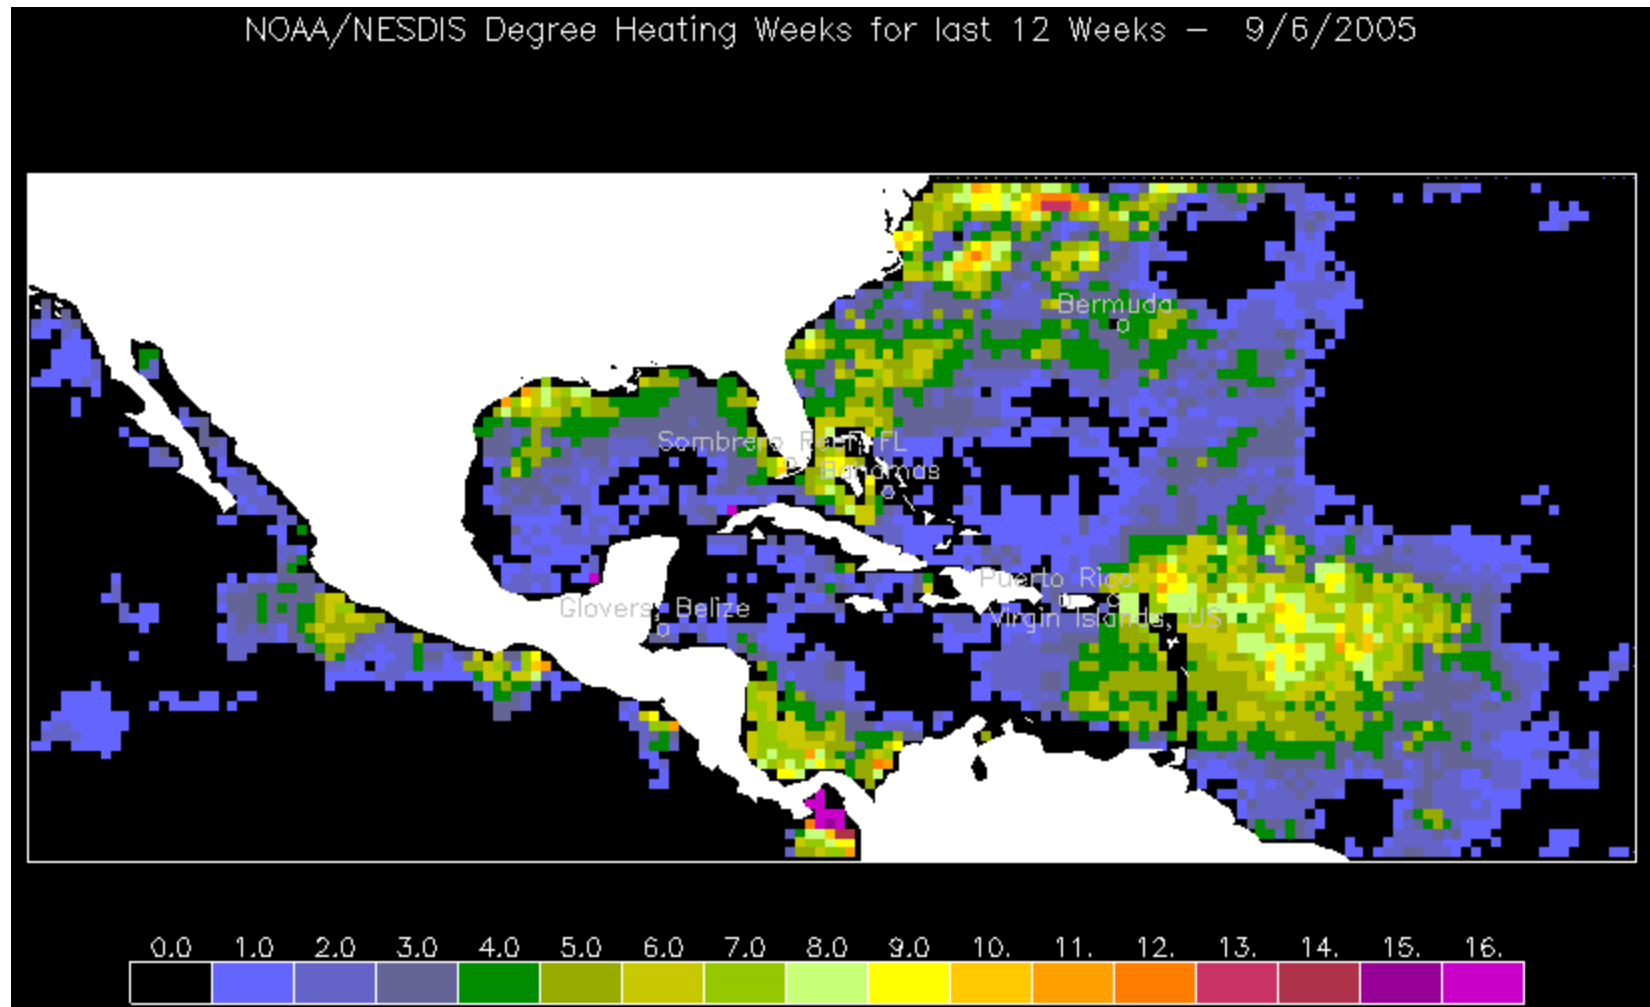 NOAA/NESDIS Degree Heating Weeks for last 12 Weeks – 9/6/2005
Bermuda
Sombrero Reef, FL
Bahamas
Puerto Rico
Glovers, Belize
Virgin Islands, US
0.0 1.0 2.0 3.0 4.0 5.0 6.0 7.0 8.0 9.0 10. 11. 12. 13. 14. 15. 16.